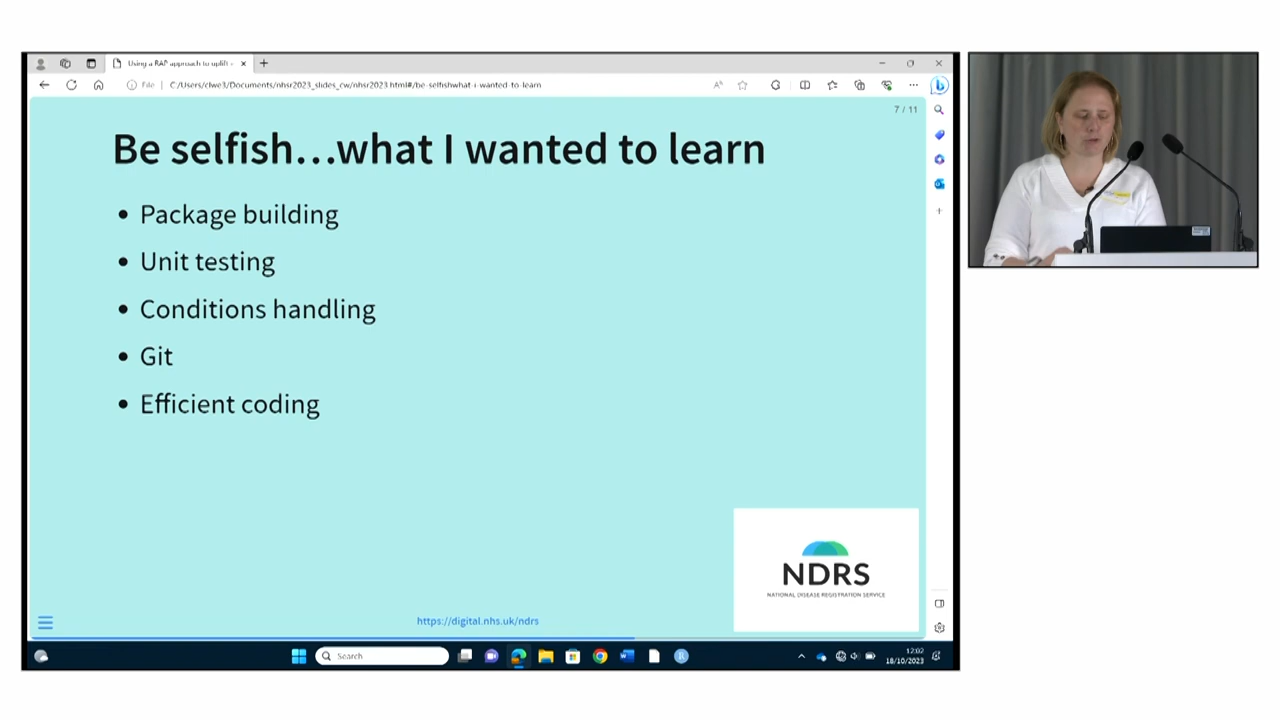 Using a RAP approach to uplift
File
C:/Users/clwe3/Documents/nhsr2023_slides_cw/nhsr2023.html#/be-selfishwhat-i-wanted-to-learn
7 / 11
Be selfish...what I wanted to learn
• Package building
• Unit testing
• Conditions handling
• Git
• Efficient coding
NDRS
NATIONAL DISEASE REGISTRATION SERVICE
https://digital.nhs.uk/ndrs
Search
12:02
18/10/2023